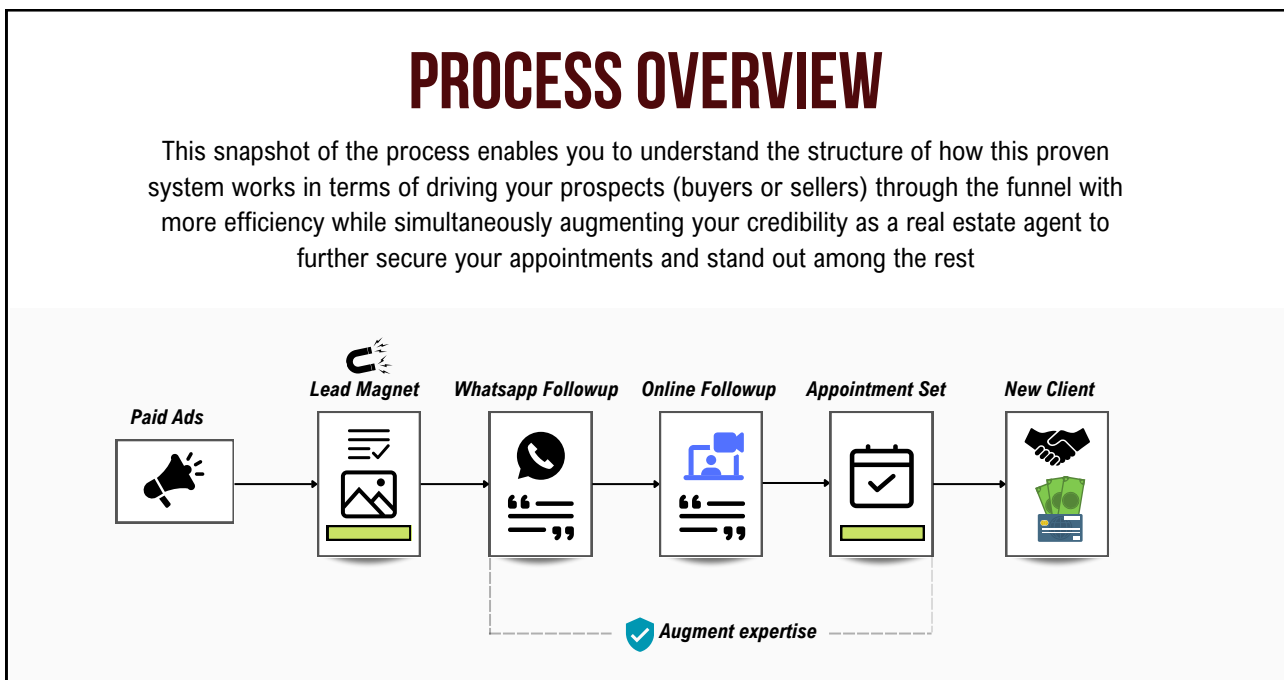 PROCESS OVERVIEW
This snapshot of the process enables you to understand the structure of how this proven
system works in terms of driving your prospects (buyers or sellers) through the funnel with
more efficiency while simultaneously augmenting your credibility as a real estate agent to
further secure your appointments and stand out among the rest
Paid Ads
Lead Magnet
Whatsapp Followup
Online Followup
Appointment Set
New Client
Augment expertise